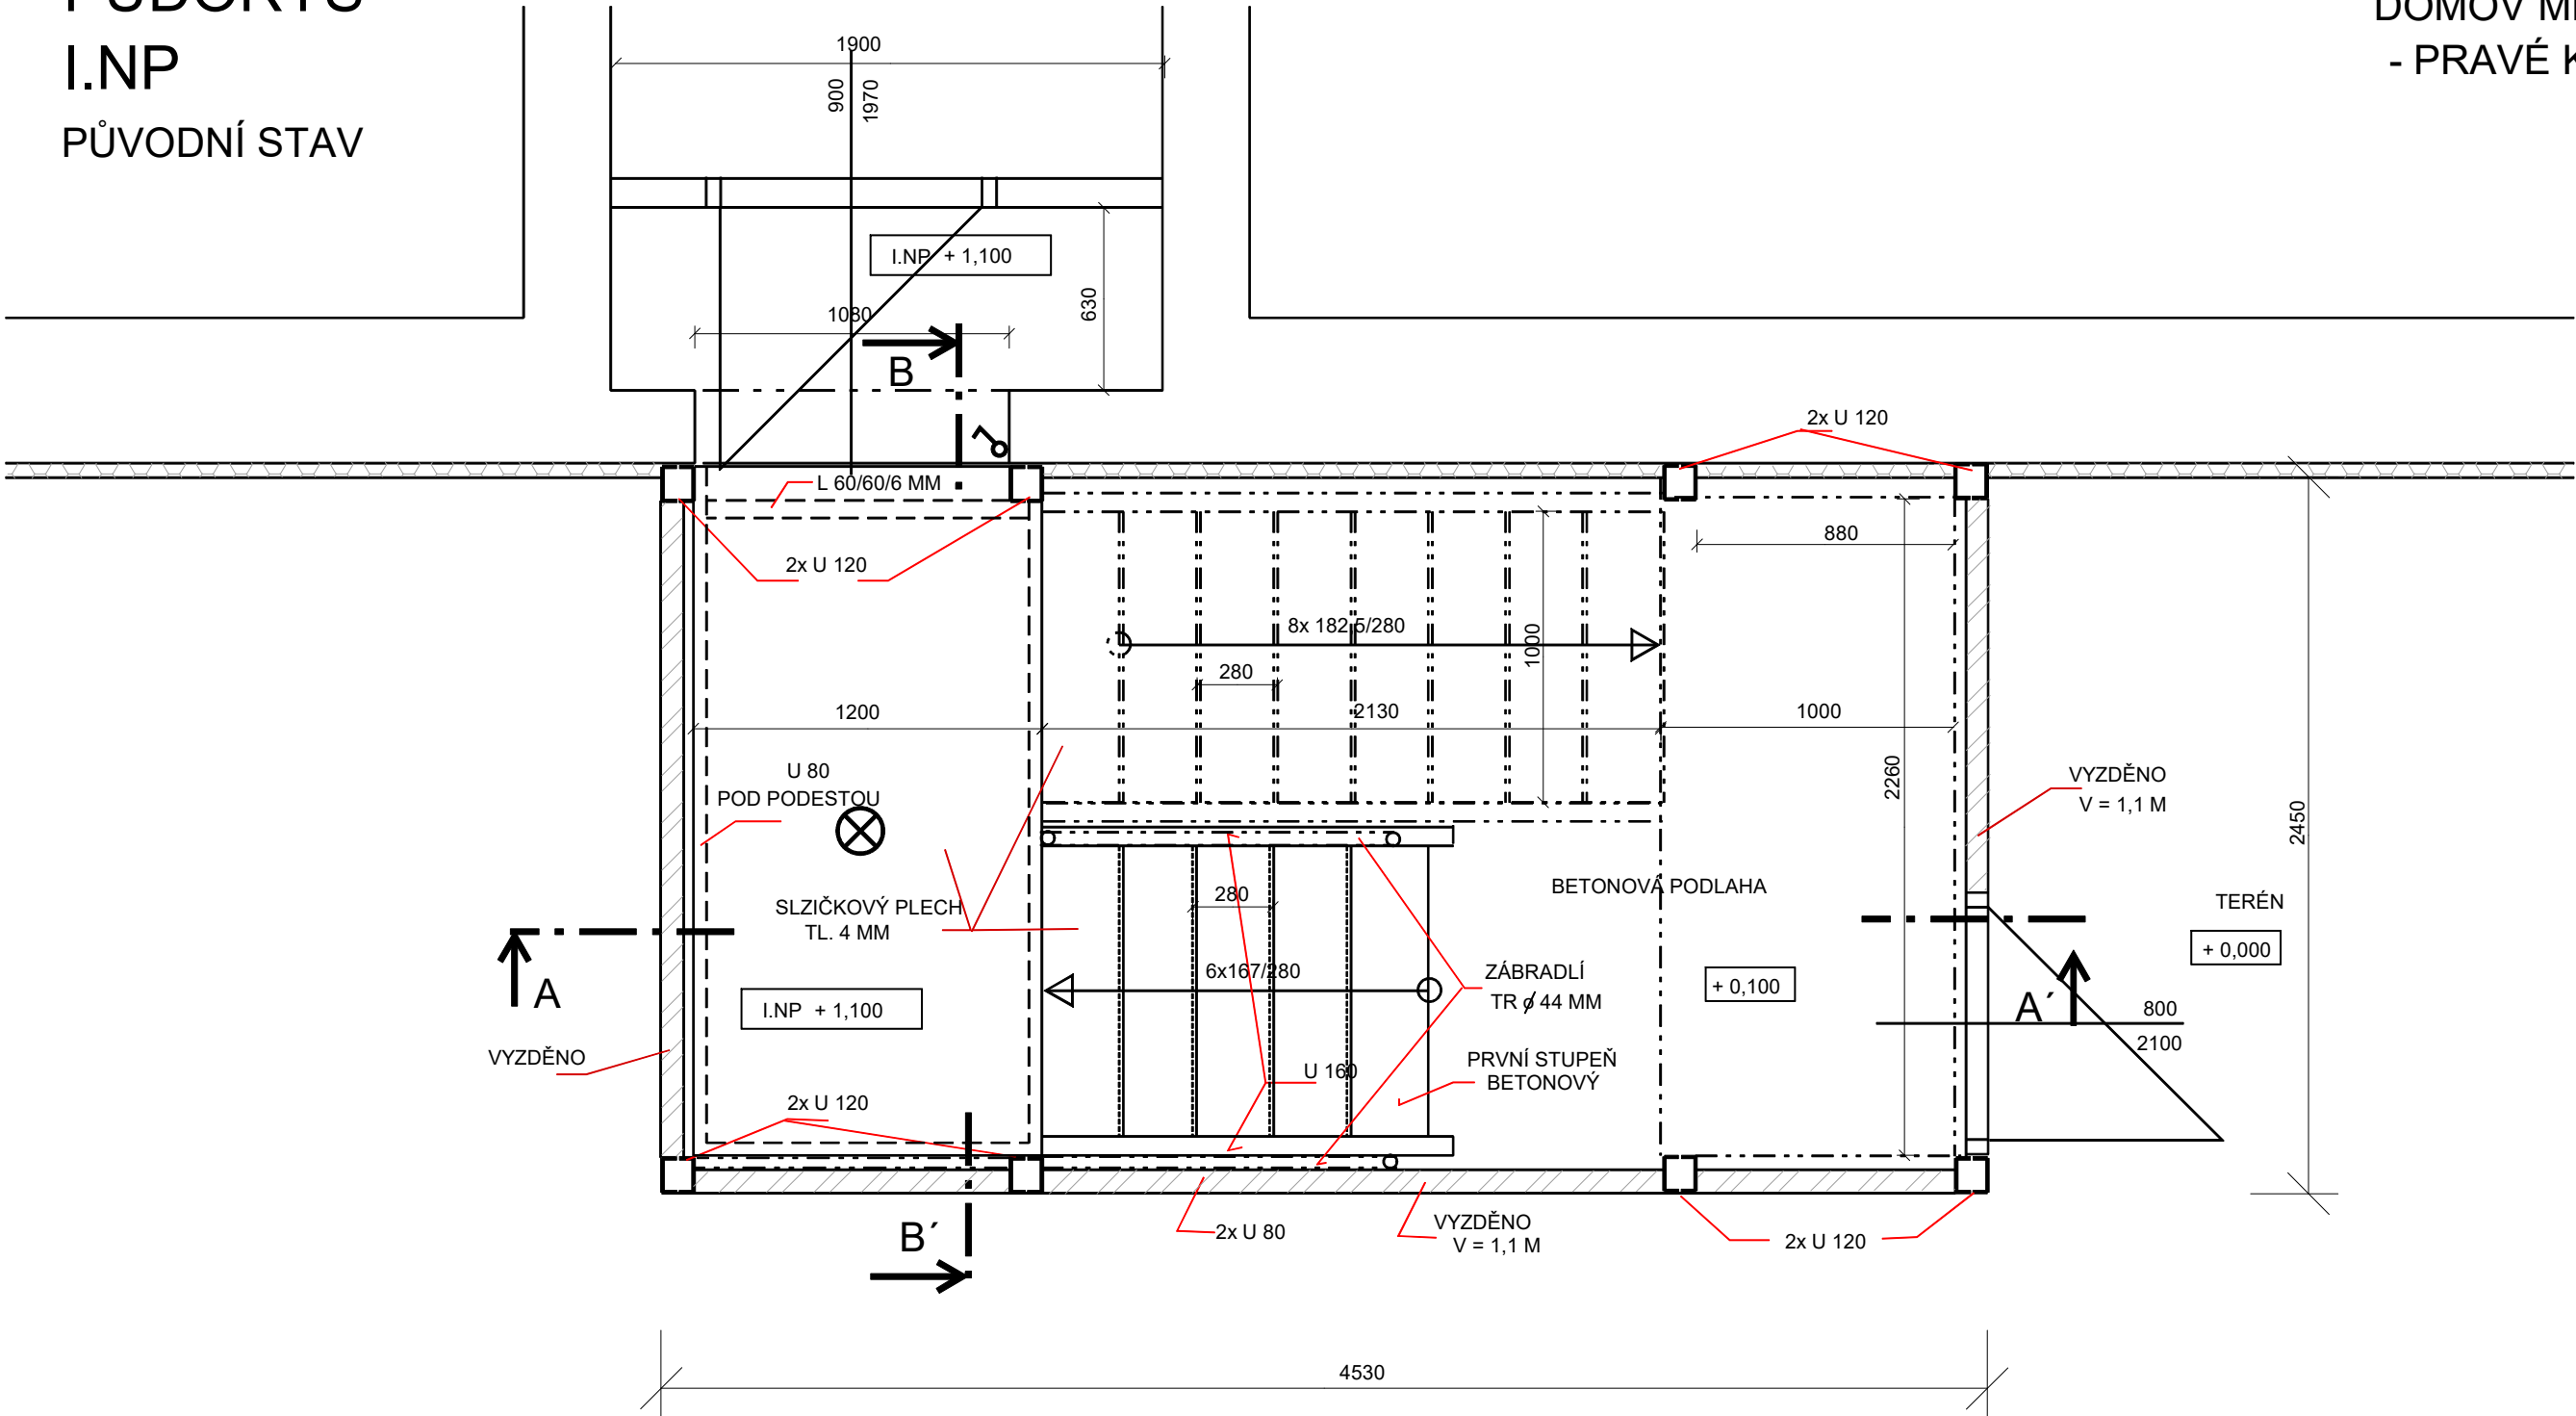 I.NP
PŮVODNÍ STAV
- PRAVÉ K
1900
900
1970
I.NP + 1,100
630
1080
B
2x U 120
L 60/60/6 MM
2x U 120
880
8x 182,5/280
1000
280
1200
2130
1000
U 80
POD PODESTOU
2260
VYZDĚNO
V = 1,1 M
2450
SLZIČKOVÝ PLECH
TL. 4 MM
280
BETONOVÁ PODLAHA
TERÉN
+ 0,000
A
6x167/280
ZÁBRADLÍ
TR ø 44 MM
+ 0,100
A´
800
2100
I.NP + 1,100
VYZDĚNO
U 160
PRVNÍ STUPEŇ
BETONOVÝ
2x U 120
B´
2x U 80
VYZDĚNO
V = 1,1 M
2x U 120
4530